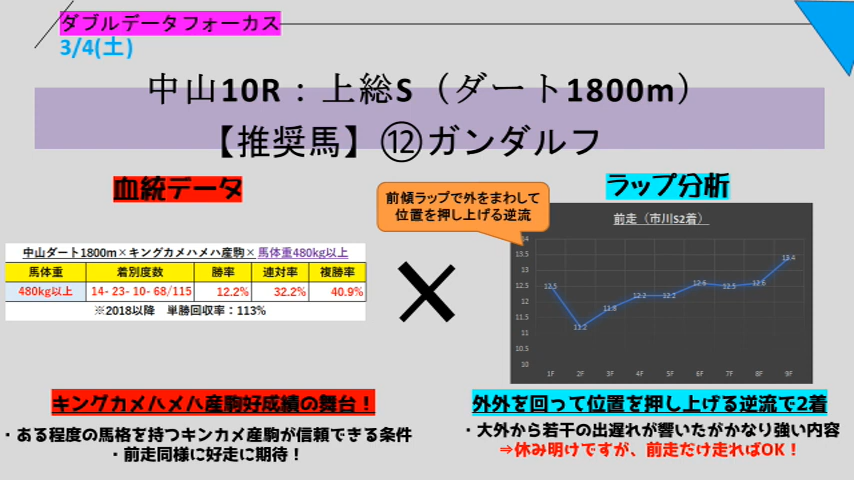 ダブルデータフォーカス
3/4(土)
中山10R：上総S（ダート1800m）
【推奨馬】⑫ガンダルフ
血統データ
ラップ分析
前傾ラップで外をまわして
位置を押し上げる逆流
中山ダート1800m×キングカメハメハ産駒×馬体重480kg以上
馬体重 着別度数 勝率 連対率 複勝率
480kg以上 14- 23- 10- 68/115 12.2% 32.2% 40.9%
※2018以降　単勝回収率：113%
×
前走（市川S2着）
14
13.5
13
12.5
12
11.5
11
10.5
10
12.5 11.2 11.8 12.2 12.2 12.6 12.5 12.6 13.4
1F 2F 3F 4F 5F 6F 7F 8F 9F
キングカメハメハ産駒好成績の舞台！
・ある程度の馬格を持つキンカメ産駒が信頼できる条件
・前走同様に好走に期待！
外外を回って位置を押し上げる逆流で2着
・大外から若干の出遅れが響いたがかなり強い内容
⇒休み明けですが、前走だけ走ればOK！